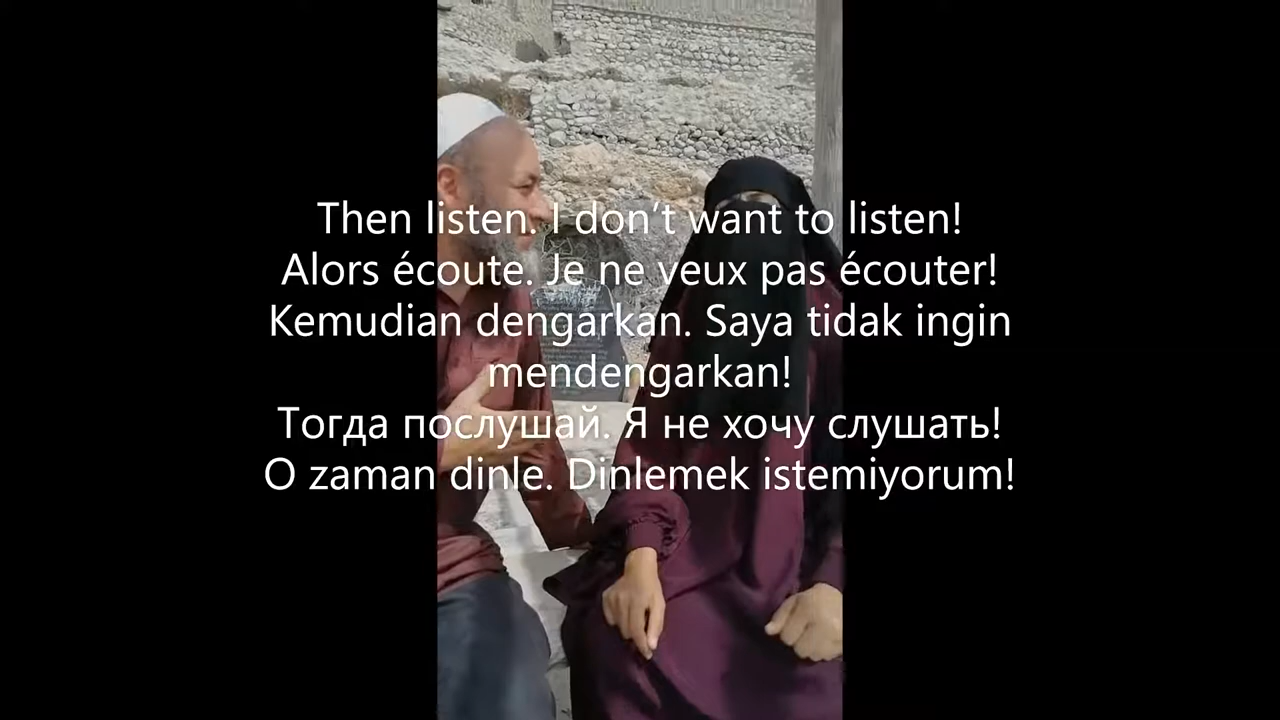 Then listen. I don’t want to listen!
Alors écoute. Je ne veux pas écouter!
Kemudian dengarkan. Saya tidak ingin
mendengarkan!
Тогда послушай. Я не хочу слушать!
O zaman dinle. Dinlemek istemiyorum!